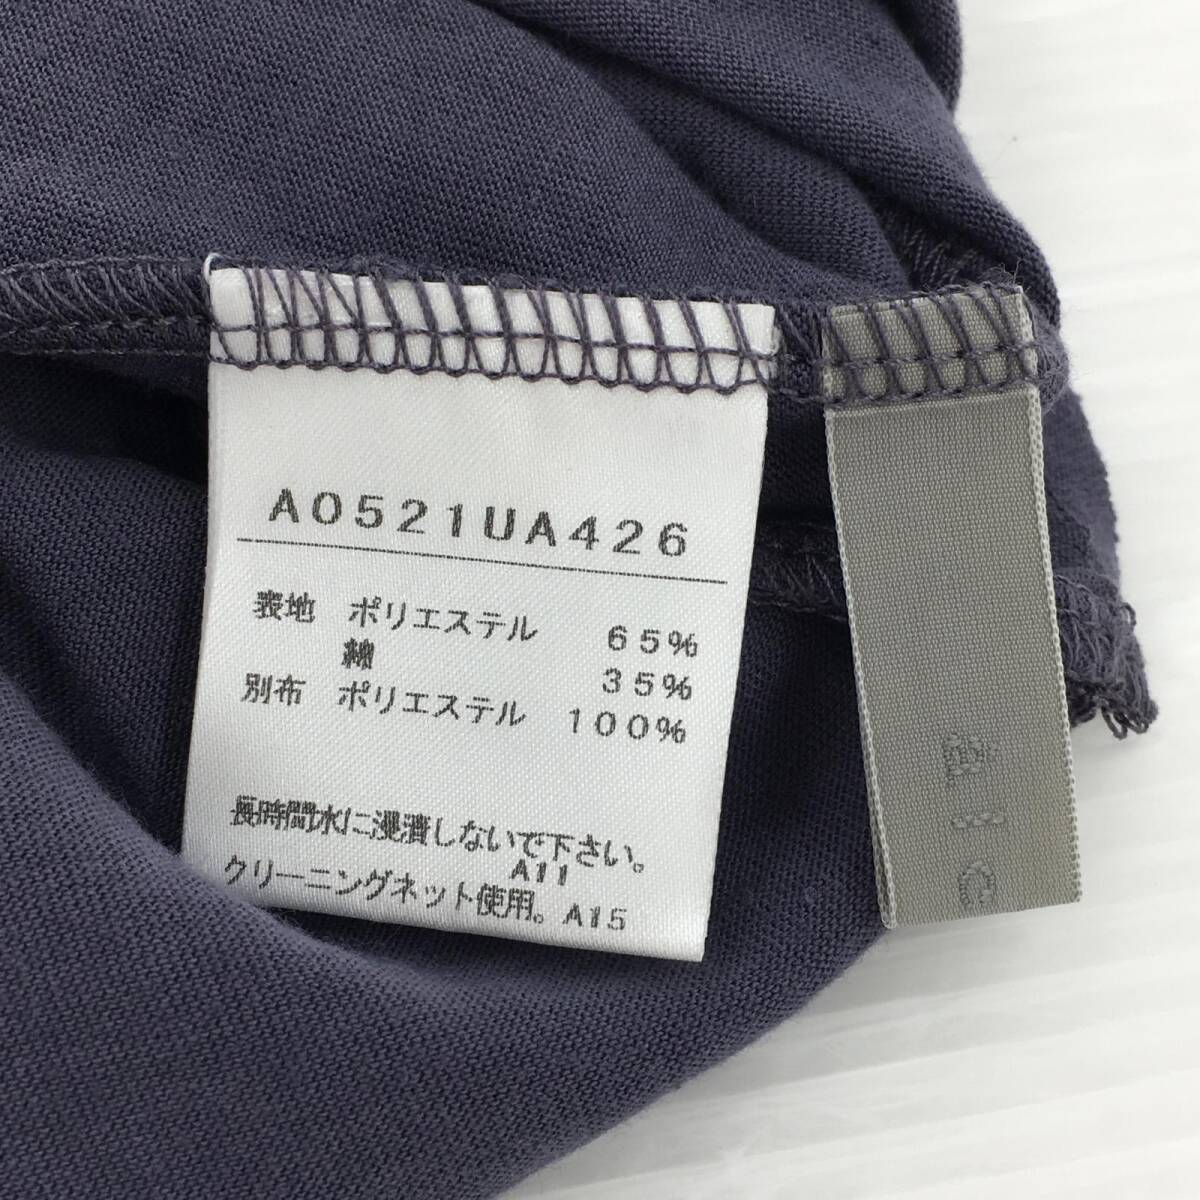 A0521UA426
表地 ポリエステル 65%
綿 35%
別布 ポリエステル 100%
長時間水に浸漬しないで下さい。
A11
クリーニングネット使用。A15